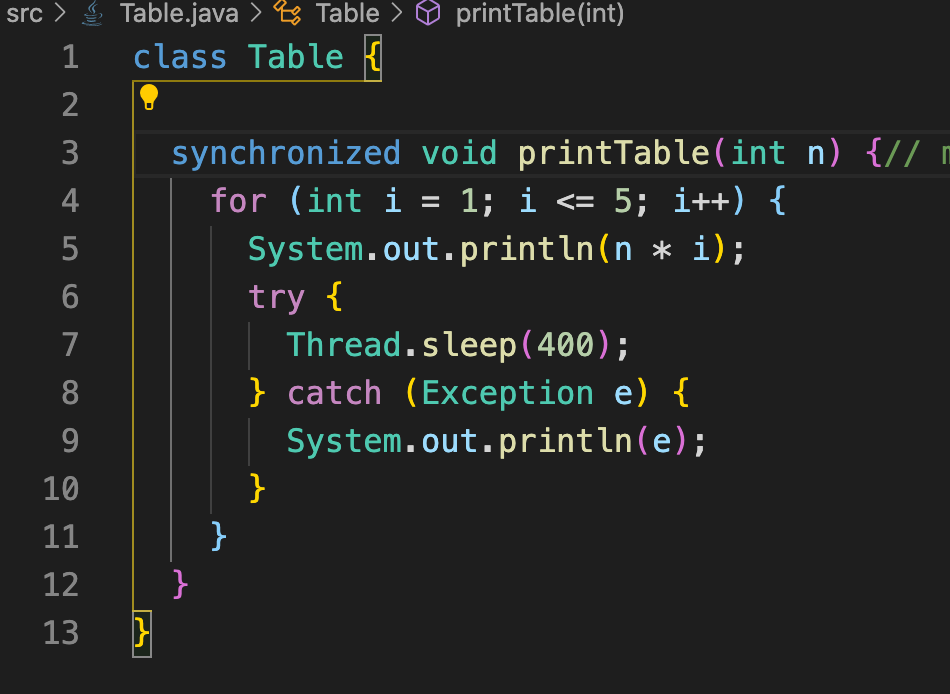 src > Table.java > Table > printTable(int)
1 class Table {
2
3 synchronized void printTable(int n) {//
4 for (int i = 1; i <= 5; i++) {
5 System.out.println(n * i);
6 try {
7 Thread.sleep(400);
8 } catch (Exception e) {
9 System.out.println(e);
10 }
11 }
12 }
13 }